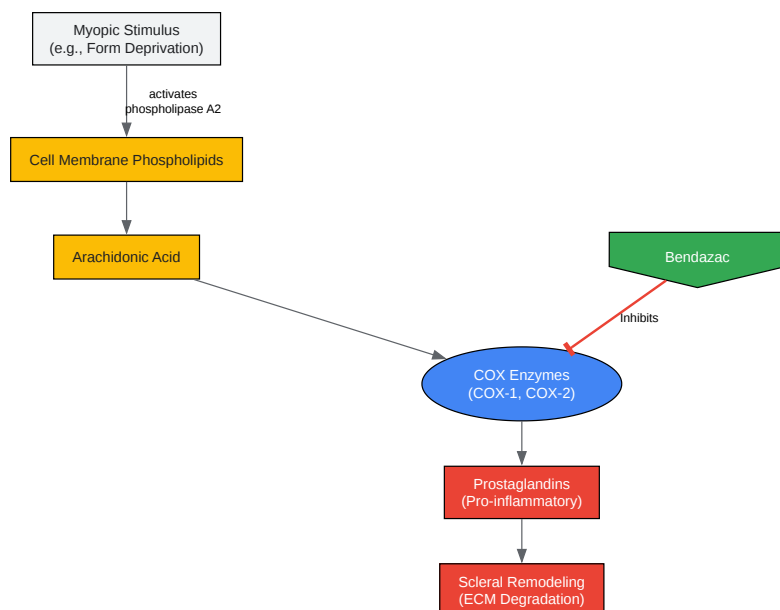 Myopic Stimulus
(e.g., Form Deprivation)
activates
phospholipase A2
Cell Membrane Phospholipids
Arachidonic Acid
Bendazac
Inhibits
COX Enzymes
(COX-1, COX-2)
Prostaglandins
(Pro-inflammatory)
Scleral Remodeling
(ECM Degradation)